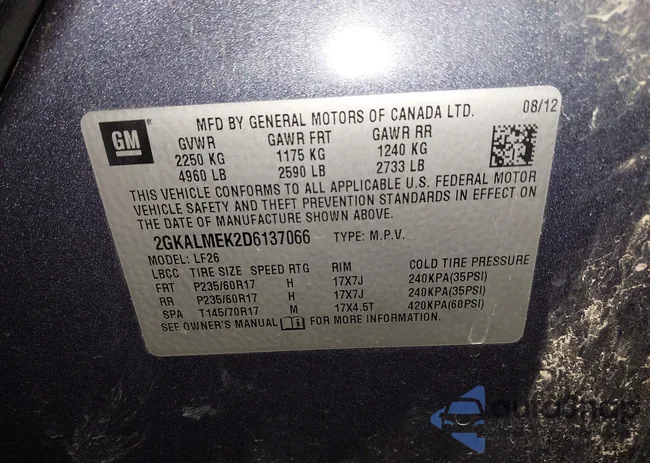 GM
MFD BY GENERAL MOTORS OF CANADA LTD. 08/12
GVWR GAWR FRT GAWR RR
2250 KG 1175 KG 1240 KG
4960 LB 2590 LB 2733 LB
THIS VEHICLE CONFORMS TO ALL APPLICABLE U.S. FEDERAL MOTOR
VEHICLE SAFETY AND THEFT PREVENTION STANDARDS IN EFFECT ON
THE DATE OF MANUFACTURE SHOWN ABOVE.
2GKALMEK2D6137066 TYPE: M.P.V.
MODEL: LF26
LBCC TIRE SIZE SPEED RTG RIM COLD TIRE PRESSURE
FRT P235/60R17 H 17X7J 240KPA(35PSI)
RR P235/60R17 H 17X7J 240KPA(35PSI)
SPA T145/70R17 M 17X4.5T 420KPA(60PSI)
SEE OWNER'S MANUAL FOR MORE INFORMATION.